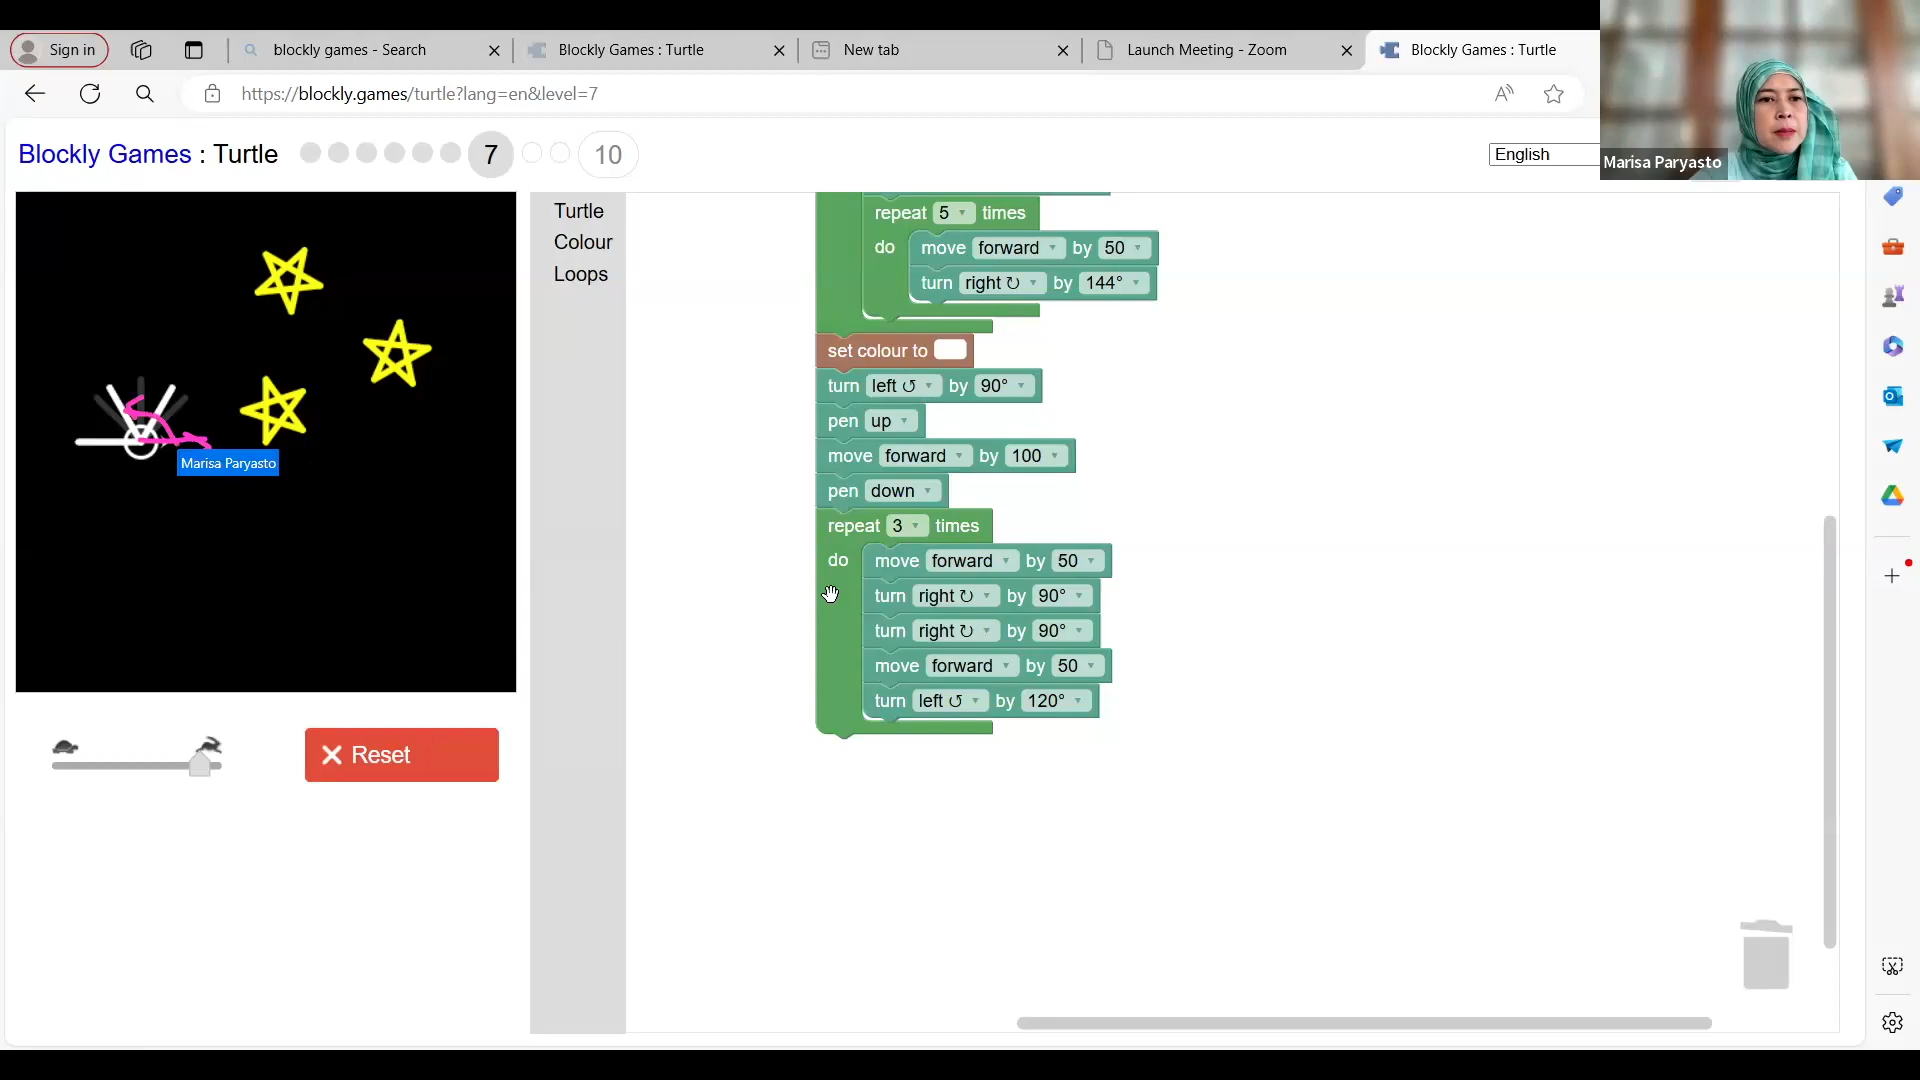 Sign in
blockly games - Search
Blockly Games : Turtle
New tab
Launch Meeting - Zoom
Blockly Games : Turtle
https://blockly.games/turtle?lang=en&level=7
Blockly Games : Turtle
7
10
English
Marisa Paryasto
Marisa Paryasto
Reset
Turtle
Colour
Loops
repeat 5 times
do move forward by 50
turn right ↻ by 144°
set colour to
turn left ↺ by 90°
pen up
move forward by 100
pen down
repeat 3 times
do move forward by 50
turn right ↻ by 90°
turn right ↻ by 90°
move forward by 50
turn left ↺ by 120°